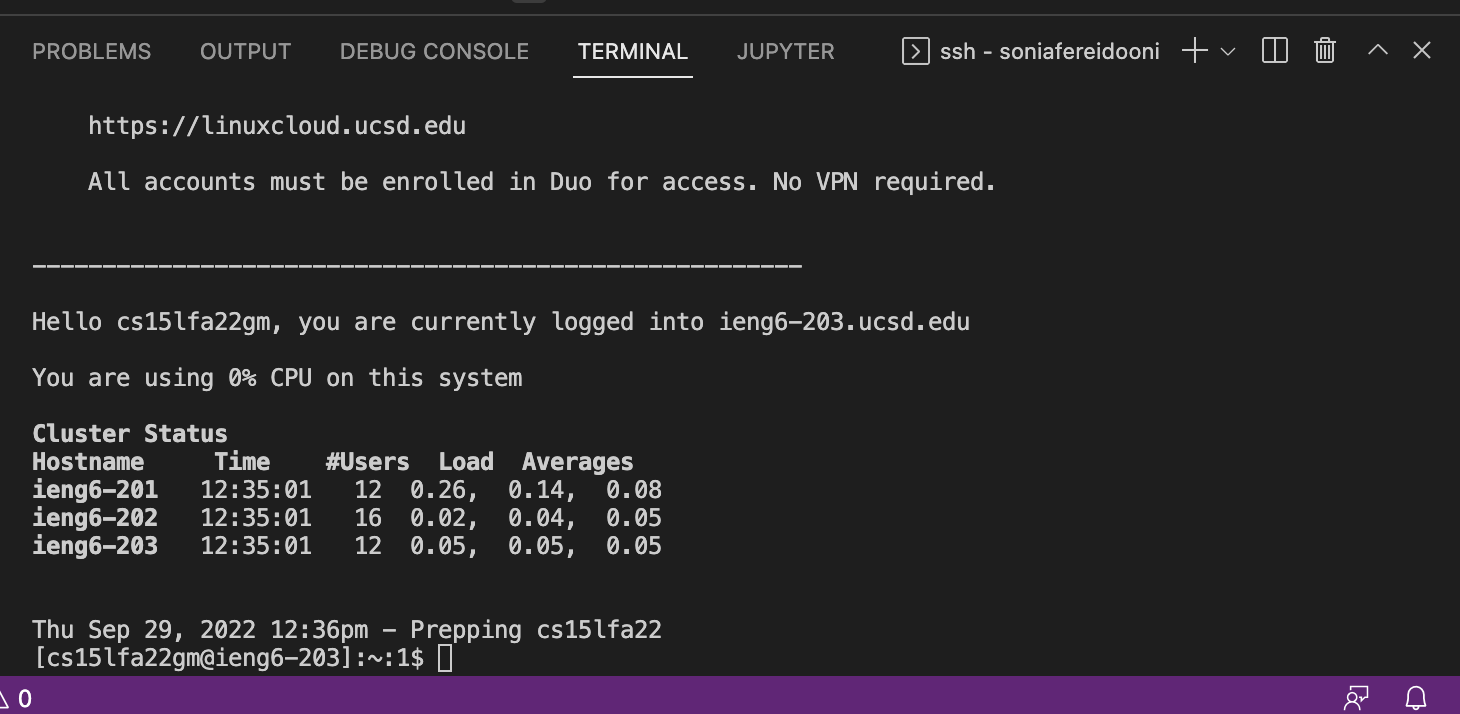 PROBLEMS OUTPUT DEBUG CONSOLE TERMINAL JUPYTER ssh - soniafereidooni
https://linuxcloud.ucsd.edu
All accounts must be enrolled in Duo for access. No VPN required.
_______________________________________________________
Hello cs15lfa22gm, you are currently logged into ieng6-203.ucsd.edu
You are using 0% CPU on this system
Cluster Status
Hostname     Time    #Users  Load  Averages
ieng6-201   12:35:01   12  0.26,  0.14,  0.08
ieng6-202   12:35:01   16  0.02,  0.04,  0.05
ieng6-203   12:35:01   12  0.05,  0.05,  0.05
Thu Sep 29, 2022 12:36pm - Prepping cs15lfa22
[cs15lfa22gm@ieng6-203]:~:1$
0